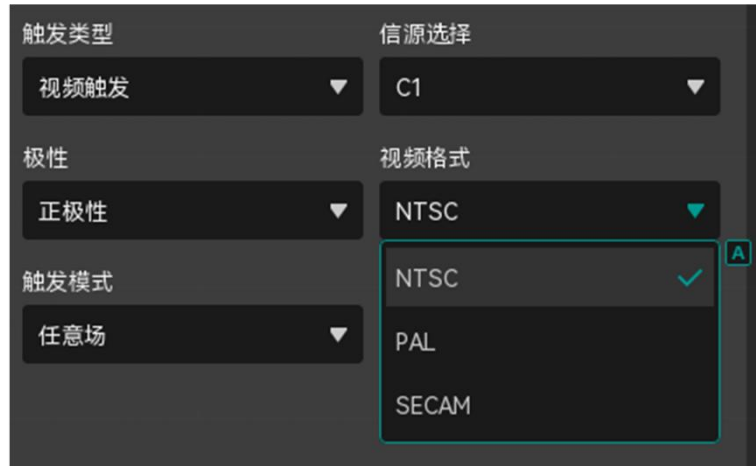 触发类型
信源选择
视频触发
C1
极性
视频格式
正极性
NTSC
A
触发模式
NTSC
任意场
PAL
SECAM